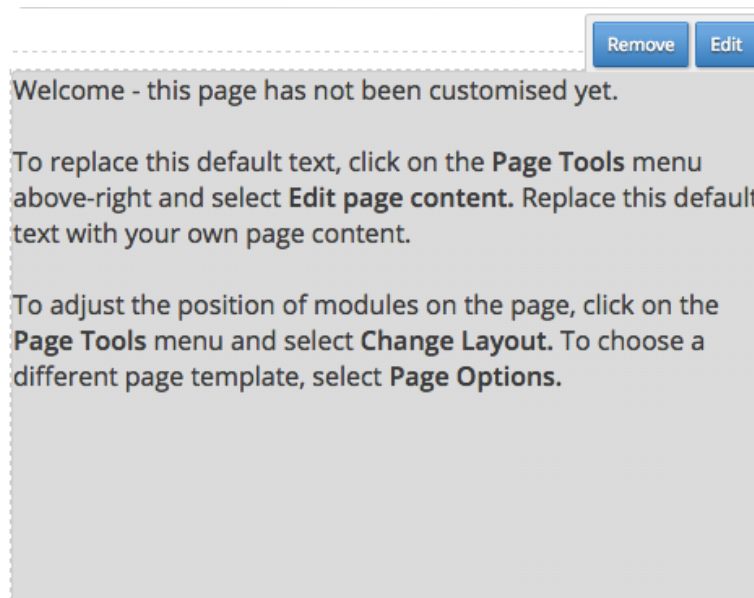 Remove Edit
Welcome - this page has not been customised yet.
To replace this default text, click on the Page Tools menu
above-right and select Edit page content. Replace this default
text with your own page content.
To adjust the position of modules on the page, click on the
Page Tools menu and select Change Layout. To choose a
different page template, select Page Options.